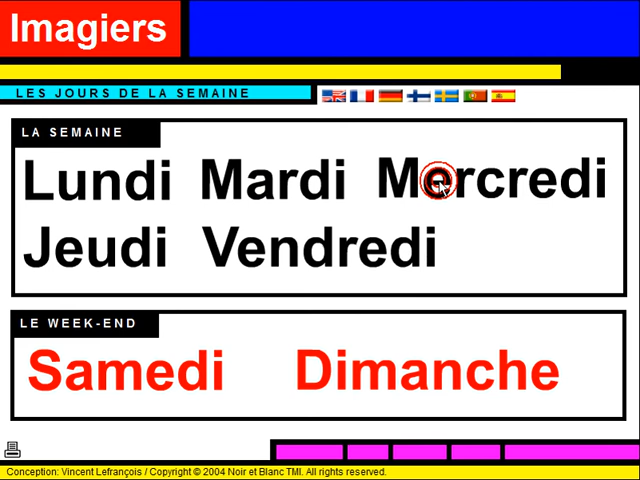 Imagiers
LES JOURS DE LA SEMAINE
LA SEMAINE
Lundi Mardi Mercredi
Jeudi Vendredi
LE WEEK-END
Samedi Dimanche
Conception: Vincent Lefrançois / Copyright © 2004 Noir et Blanc TMI. All rights reserved.